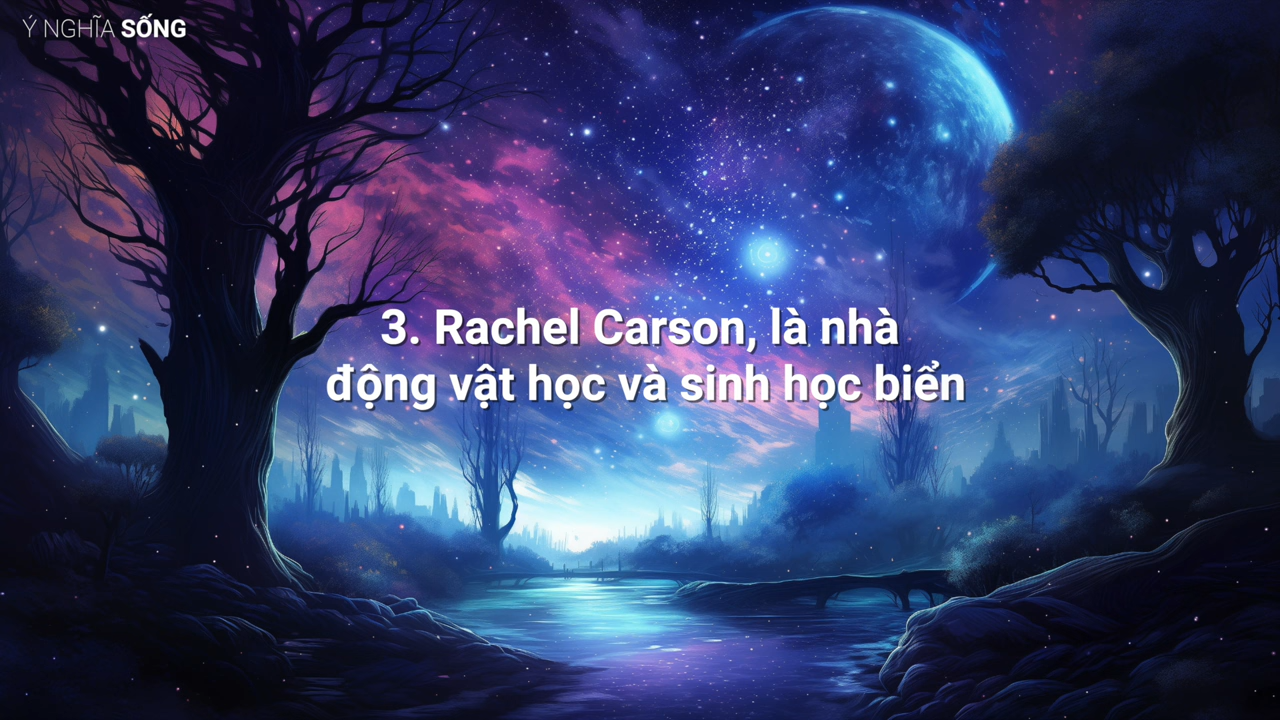 Ý NGHĨA SỐNG
3. Rachel Carson, là nhà
động vật học và sinh học biển